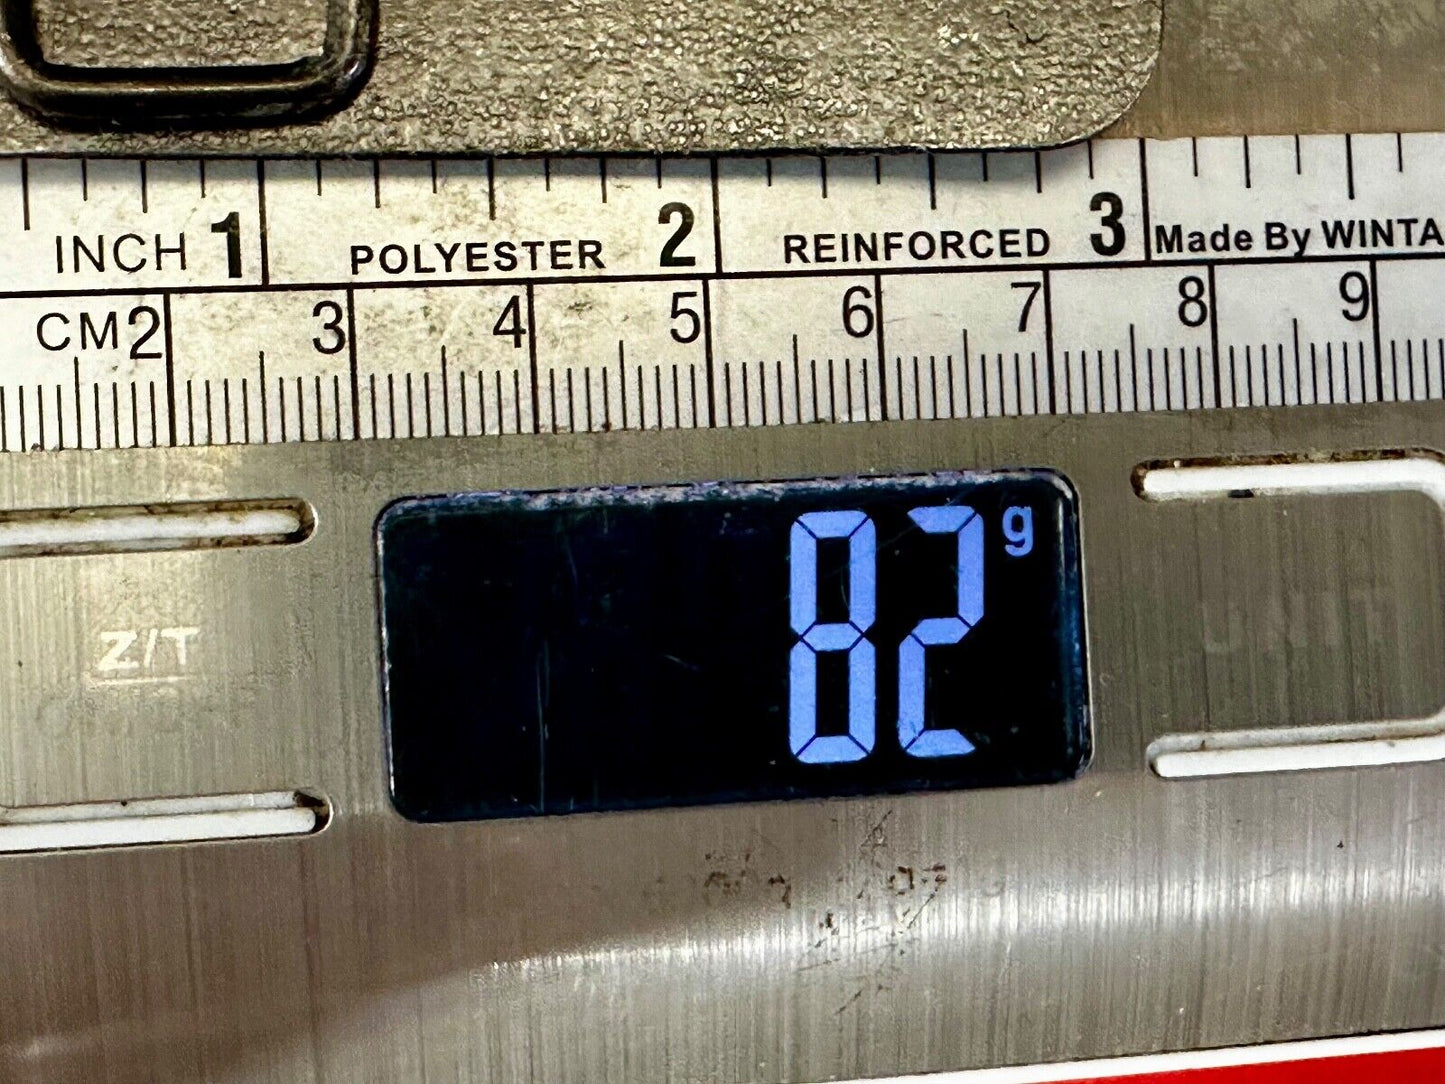 INCH 1 POLYESTER 2 REINFORCED 3 Made By WINTA
CM 2 3 4 5 6 7 8 9
82 g
Z/T